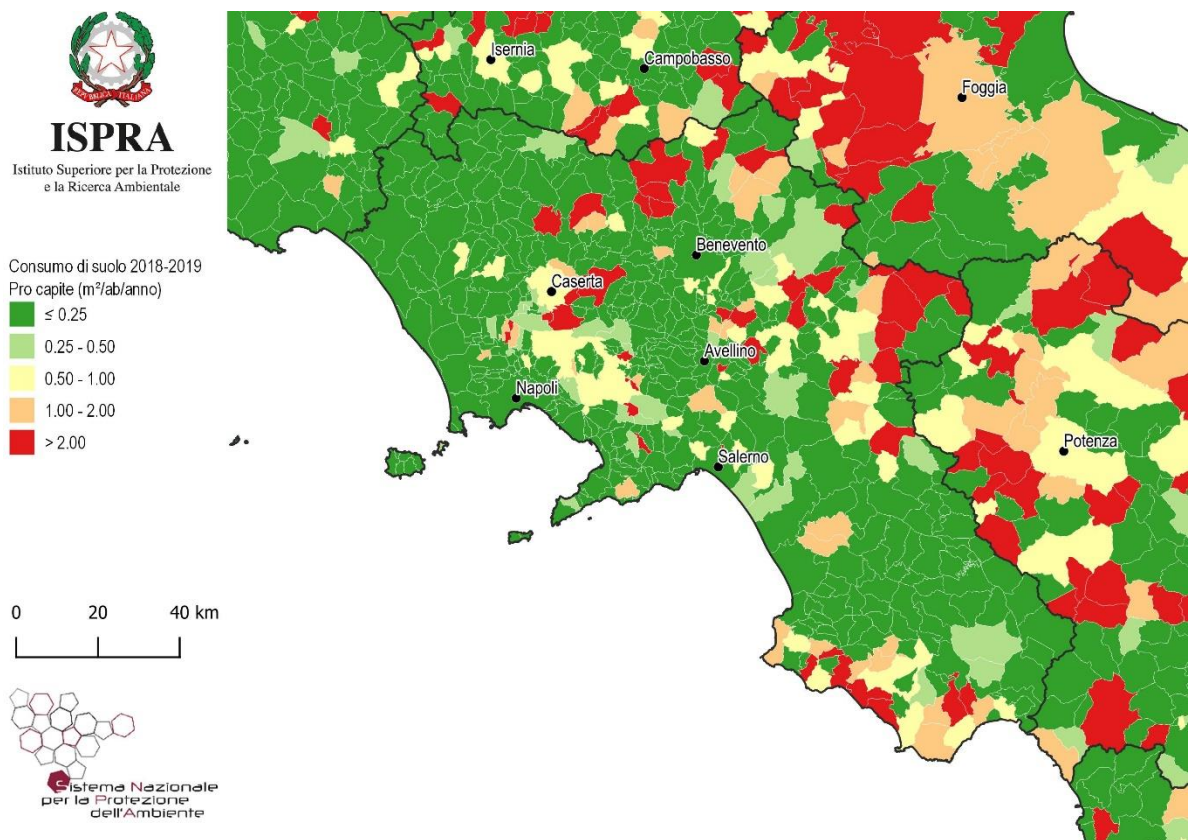 REPVBBLICA ITALIANA
ISPRA
Istituto Superiore per la Protezione
e la Ricerca Ambientale
Consumo di suolo 2018-2019
Pro capite (m²/ab/anno)
≤ 0.25
0.25 - 0.50
0.50 - 1.00
1.00 - 2.00
> 2.00
0 20 40 km
Sistema Nazionale
per la Protezione
dell'Ambiente
Isernia
Campobasso
Foggia
Benevento
Caserta
Avellino
Napoli
Salerno
Potenza